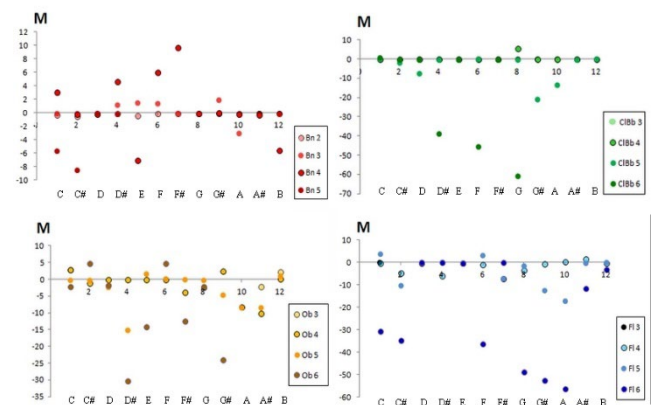 M
12
10
8
6
4
2
0
-2
-4
-6
-8
-10
2 4 6 8 10 12
C C# D D# E F F# G G# A A# B
Bn 2
Bn 3
Bn 4
Bn 5
M
10
0
-10
-20
-30
-40
-50
-60
-70
0 2 4 6 8 10 12
C C# D D# E F F# G G# A A# B
ClBb 3
ClBb 4
ClBb 5
ClBb 6
M
10
5
0
-5
-10
-15
-20
-25
-30
-35
2 4 6 8 10 12
C C# D D# E F F# G G# A A# B
Ob 3
Ob 4
Ob 5
Ob 6
M
10
0
-10
-20
-30
-40
-50
-60
2 4 6 8 10 12
C C# D D# E F F# G G# A A# B
Fl 3
Fl 4
Fl 5
Fl 6